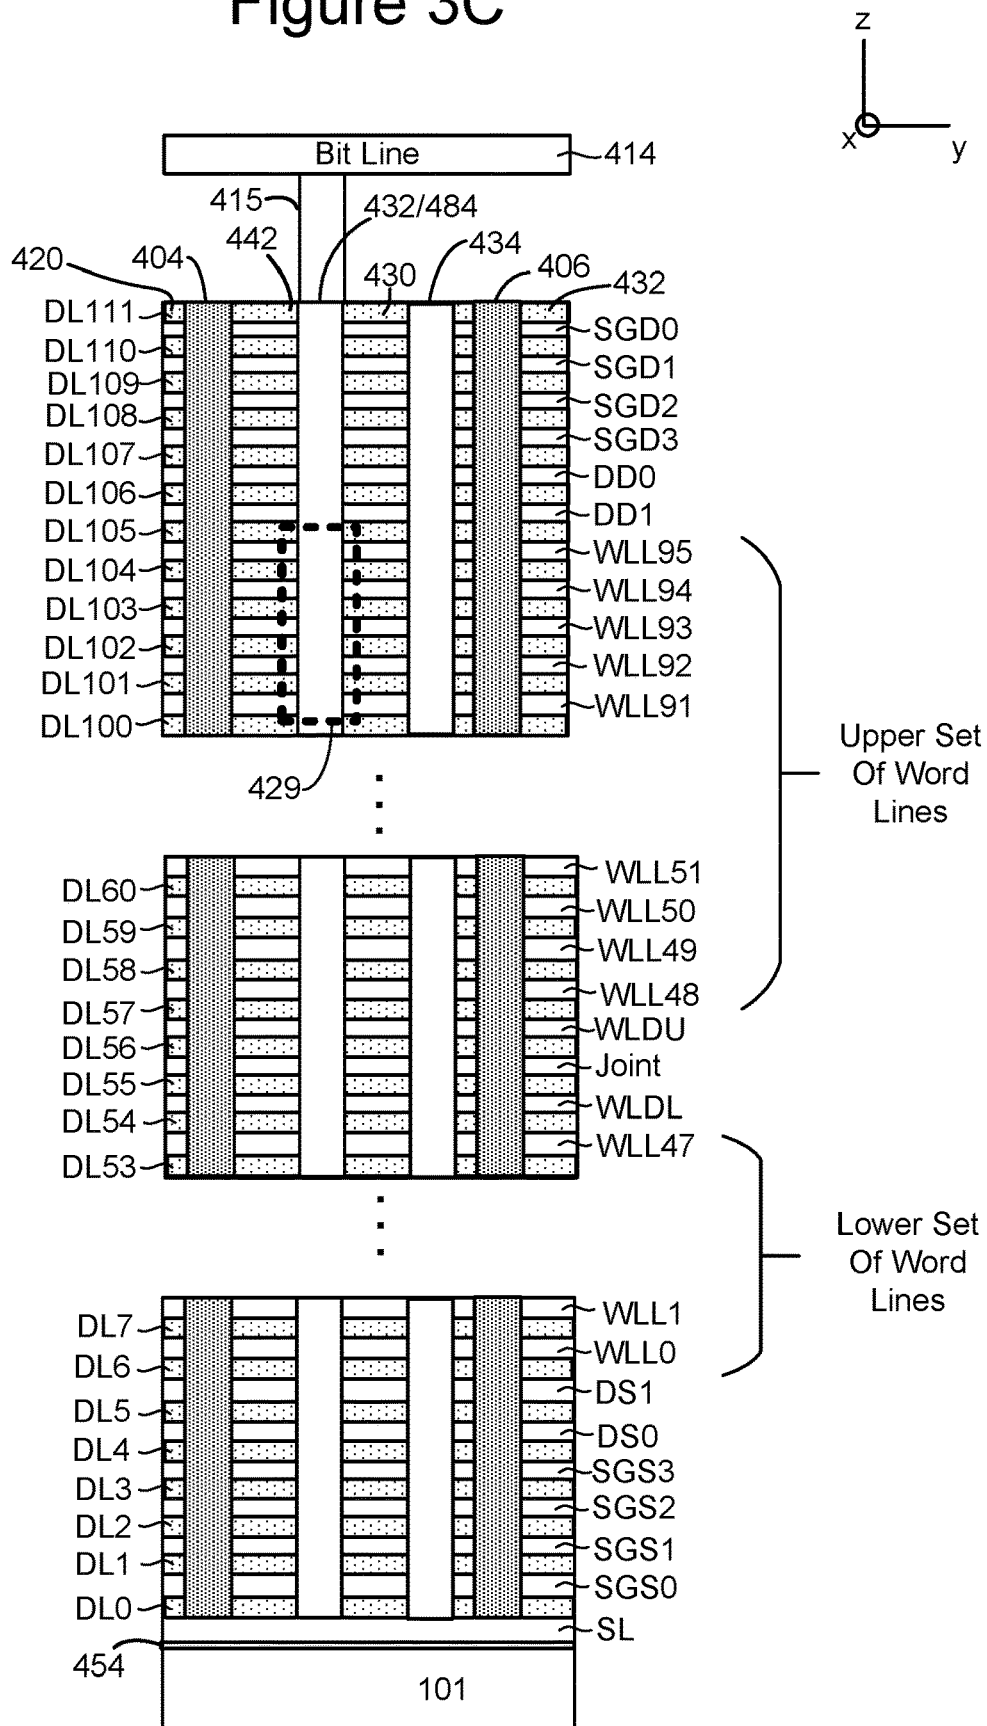 Figure 3C
z
x
y
Bit Line
414
415
432/484
442
434
420
404
430
406
432
DL111
SGD0
DL110
SGD1
DL109
SGD2
DL108
SGD3
DL107
DD0
DL106
DD1
DL105
WLL95
DL104
WLL94
DL103
WLL93
DL102
WLL92
DL101
WLL91
DL100
429
Upper Set
Of Word
Lines
WLL51
DL60
WLL50
DL59
WLL49
DL58
WLL48
DL57
WLDU
DL56
Joint
DL55
WLDL
DL54
WLL47
DL53
Lower Set
Of Word
Lines
WLL1
DL7
WLL0
DL6
DS1
DL5
DS0
DL4
SGS3
DL3
SGS2
DL2
SGS1
DL1
SGS0
DL0
SL
454
101